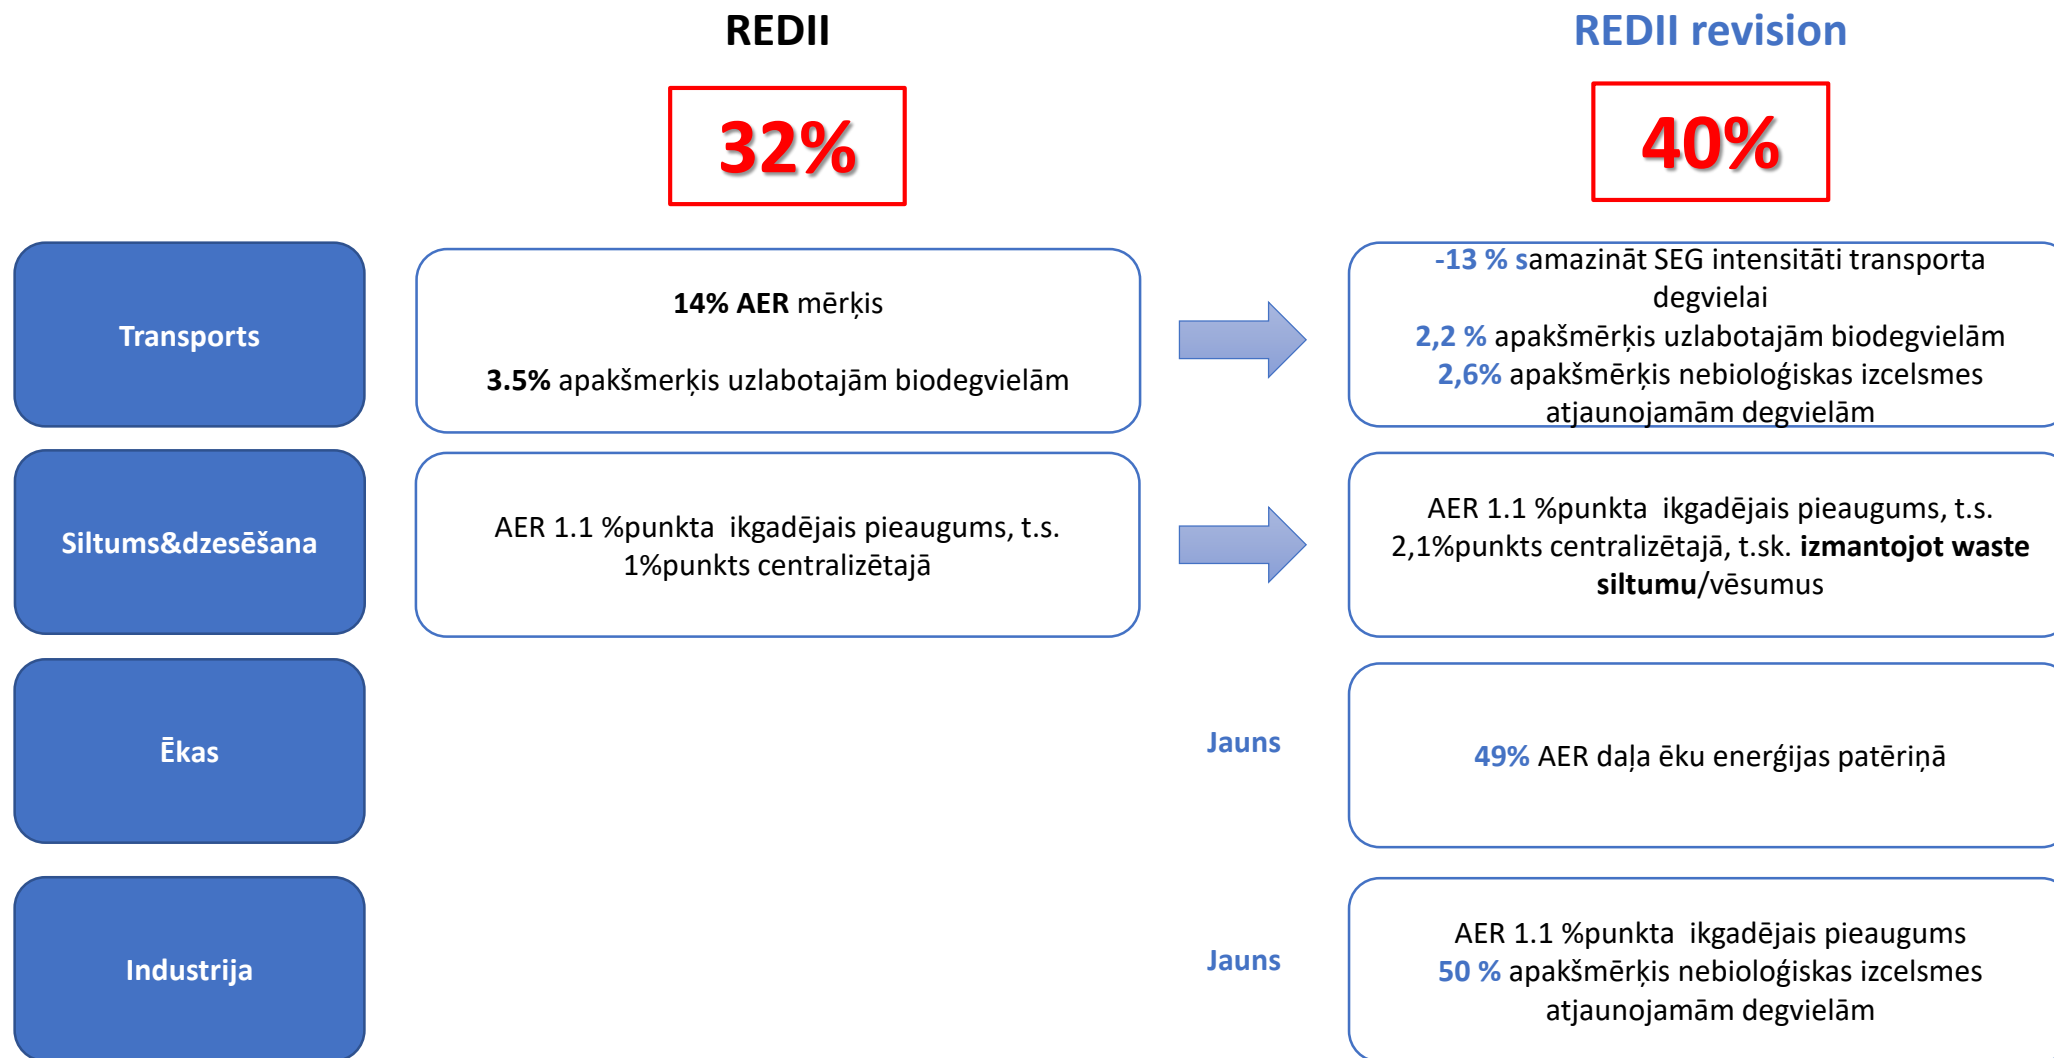 REDII
REDII revision
32%
40%
Transports
14% AER mērķis
3.5% apakšmerķis uzlabotajām biodegvielām
-13 % samazināt SEG intensitāti transporta
degvielai
2,2 % apakšmērķis uzlabotajām biodegvielām
2,6% apakšmērķis nebioloģiskas izcelsmes
atjaunojamām degvielām
Siltums&dzesēšana
AER 1.1 %punkta ikgadējais pieaugums, t.s.
1%punkts centralizētajā
AER 1.1 %punkta ikgadējais pieaugums, t.s.
2,1%punkts centralizētajā, t.sk. izmantojot waste
siltumu/vēsumus
Ēkas
Jauns
49% AER daļa ēku enerģijas patēriņā
Industrija
Jauns
AER 1.1 %punkta ikgadējais pieaugums
50 % apakšmērķis nebioloģiskas izcelsmes
atjaunojamām degvielām